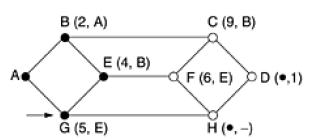 B (2, A)
C (9, B)
E (4, B)
A
F (6, E)
D (•,1)
G (5, E)
H (•, −)